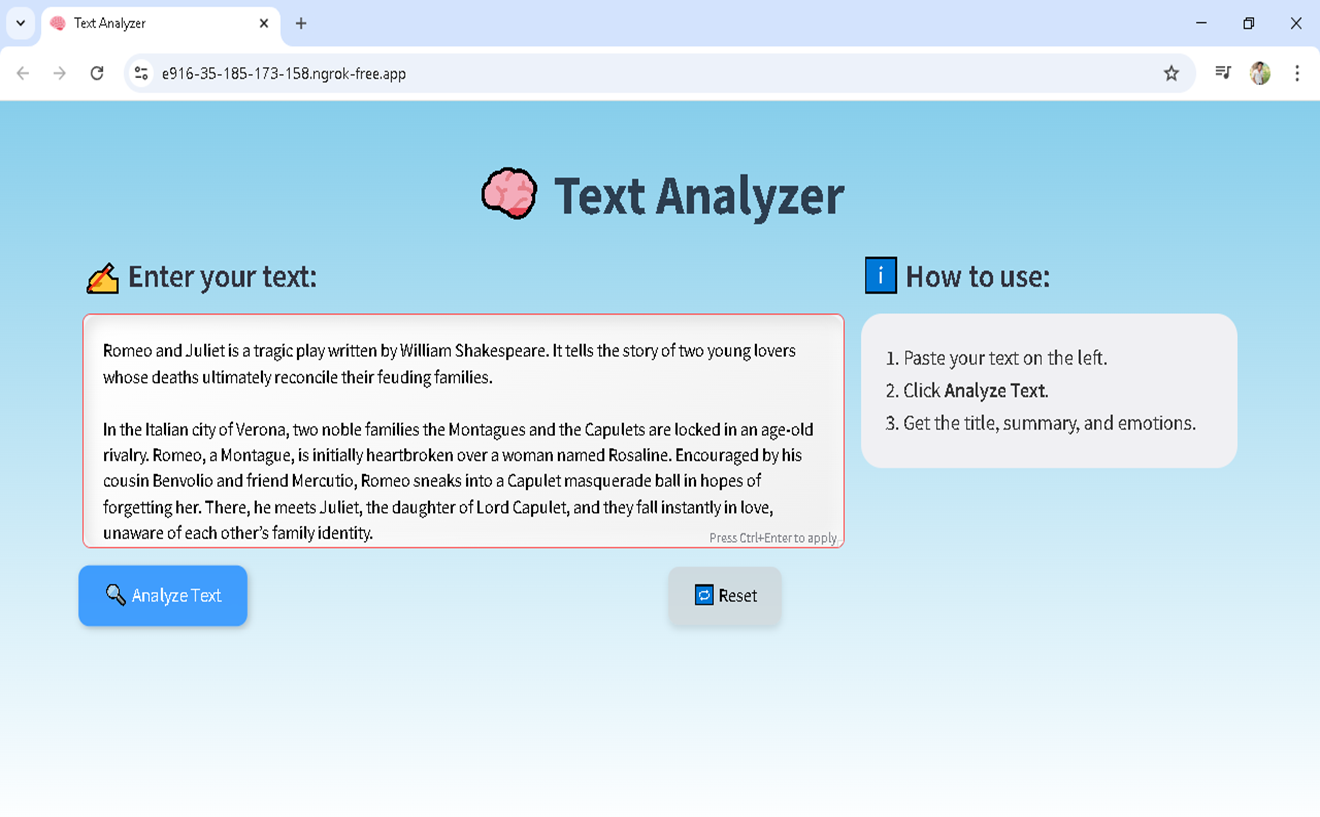 Text Analyzer
e916-35-185-173-158.ngrok-free.app
🧠 Text Analyzer
✍️ Enter your text:
Romeo and Juliet is a tragic play written by William Shakespeare. It tells the story of two young lovers
whose deaths ultimately reconcile their feuding families.
In the Italian city of Verona, two noble families the Montagues and the Capulets are locked in an age-old
rivalry. Romeo, a Montague, is initially heartbroken over a woman named Rosaline. Encouraged by his
cousin Benvolio and friend Mercutio, Romeo sneaks into a Capulet masquerade ball in hopes of
forgetting her. There, he meets Juliet, the daughter of Lord Capulet, and they fall instantly in love,
unaware of each other’s family identity.
Press Ctrl+Enter to apply
🔍 Analyze Text
🔁 Reset
ℹ️ How to use:
1. Paste your text on the left.
2. Click Analyze Text.
3. Get the title, summary, and emotions.